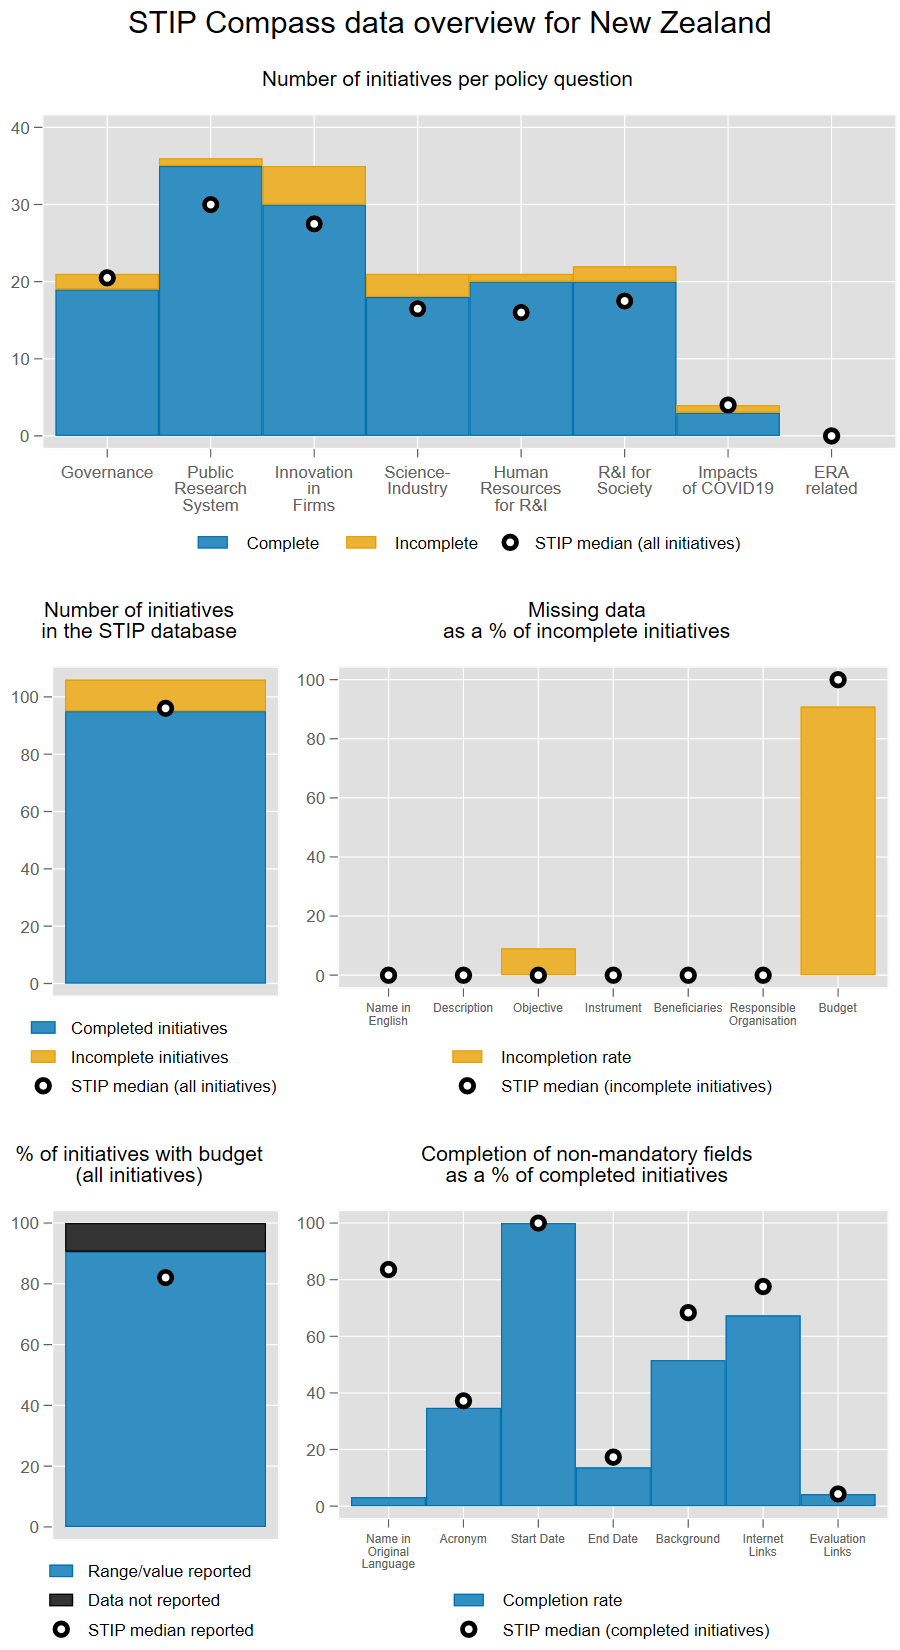 STIP Compass data overview for New Zealand
Number of initiatives per policy question
40
30
20
10
0
Governance
Public
Research
System
Innovation
in
Firms
Science-
Industry
Human
Resources
for R&I
R&I for
Society
Impacts
of COVID19
ERA
related
Complete
Incomplete
STIP median (all initiatives)
Number of initiatives
in the STIP database
100
80
60
40
20
0
Completed initiatives
Incomplete initiatives
STIP median (all initiatives)
Missing data
as a % of incomplete initiatives
100
80
60
40
20
0
Name in
English
Description
Objective
Instrument
Beneficiaries
Responsible
Organisation
Budget
Incompletion rate
STIP median (incomplete initiatives)
% of initiatives with budget
(all initiatives)
100
80
60
40
20
0
Range/value reported
Data not reported
STIP median reported
Completion of non-mandatory fields
as a % of completed initiatives
100
80
60
40
20
0
Name in
Original
Language
Acronym
Start Date
End Date
Background
Internet
Links
Evaluation
Links
Completion rate
STIP median (completed initiatives)